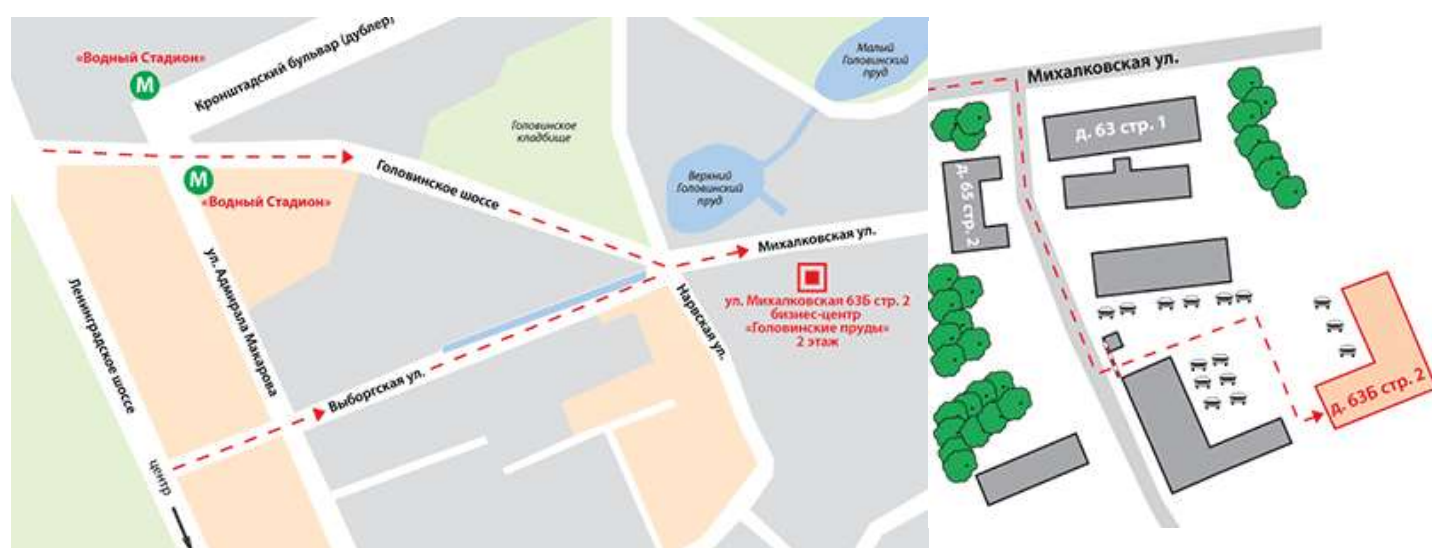 «Водный Стадион»
М
Кронштадский бульвар (дублер)
Малый
Головинский
пруд
Головинское
кладбище
М
«Водный Стадион»
Головинское шоссе
Верхний
Головинский
пруд
Михалковская ул.
ул. Михалковская 63Б стр. 2
бизнес-центр
«Головинские пруды»
2 этаж
Ленинградское шоссе
ул. Адмирала Макарова
Нарвская ул.
Выборгская ул.
центр
Михалковская ул.
д. 63 стр. 1
д. 65 стр. 2
д. 63Б стр. 2